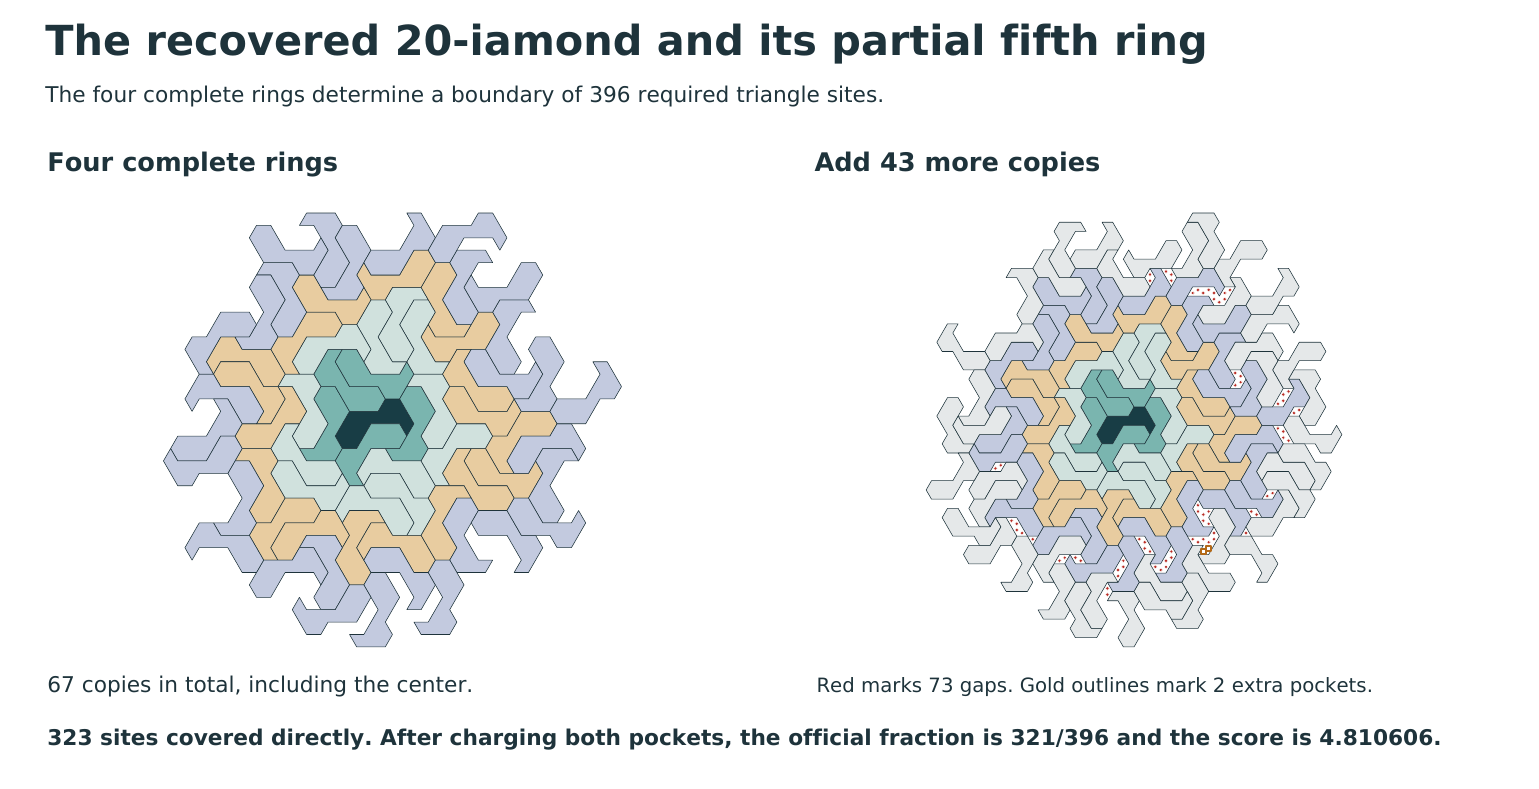 The recovered 20-iamond and its partial fifth ring
The four complete rings determine a boundary of 396 required triangle sites.
Four complete rings
Add 43 more copies
67 copies in total, including the center.
Red marks 73 gaps. Gold outlines mark 2 extra pockets.
323 sites covered directly. After charging both pockets, the official fraction is 321/396 and the score is 4.810606.